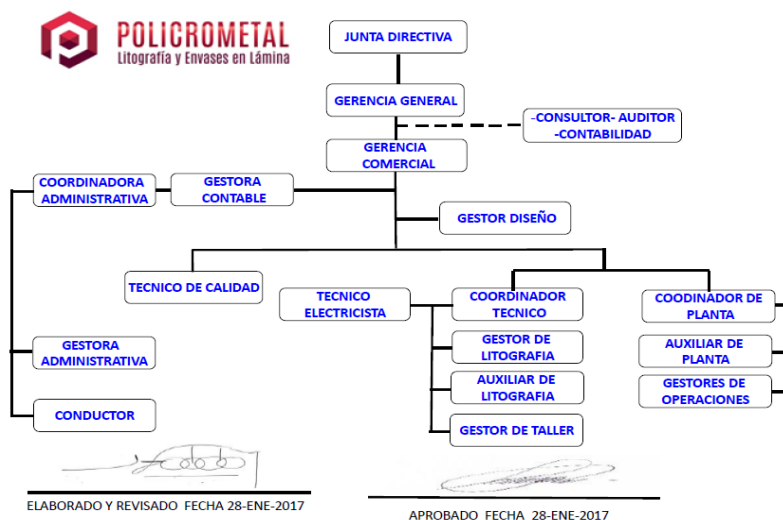 POLICROMETAL
Litografía y Envases en Lámina
JUNTA DIRECTIVA
GERENCIA GENERAL
-CONSULTOR- AUDITOR
-CONTABILIDAD
GERENCIA
COMERCIAL
COORDINADORA
ADMINISTRATIVA
GESTORA
CONTABLE
GESTOR DISEÑO
TECNICO DE CALIDAD
TECNICO
ELECTRICISTA
COORDINADOR
TECNICO
COODINADOR DE
PLANTA
GESTORA
ADMINISTRATIVA
GESTOR DE
LITOGRAFIA
AUXILIAR DE
PLANTA
AUXILIAR DE
LITOGRAFIA
GESTORES DE
OPERACIONES
CONDUCTOR
GESTOR DE TALLER
ELABORADO Y REVISADO FECHA 28-ENE-2017
APROBADO FECHA 28-ENE-2017